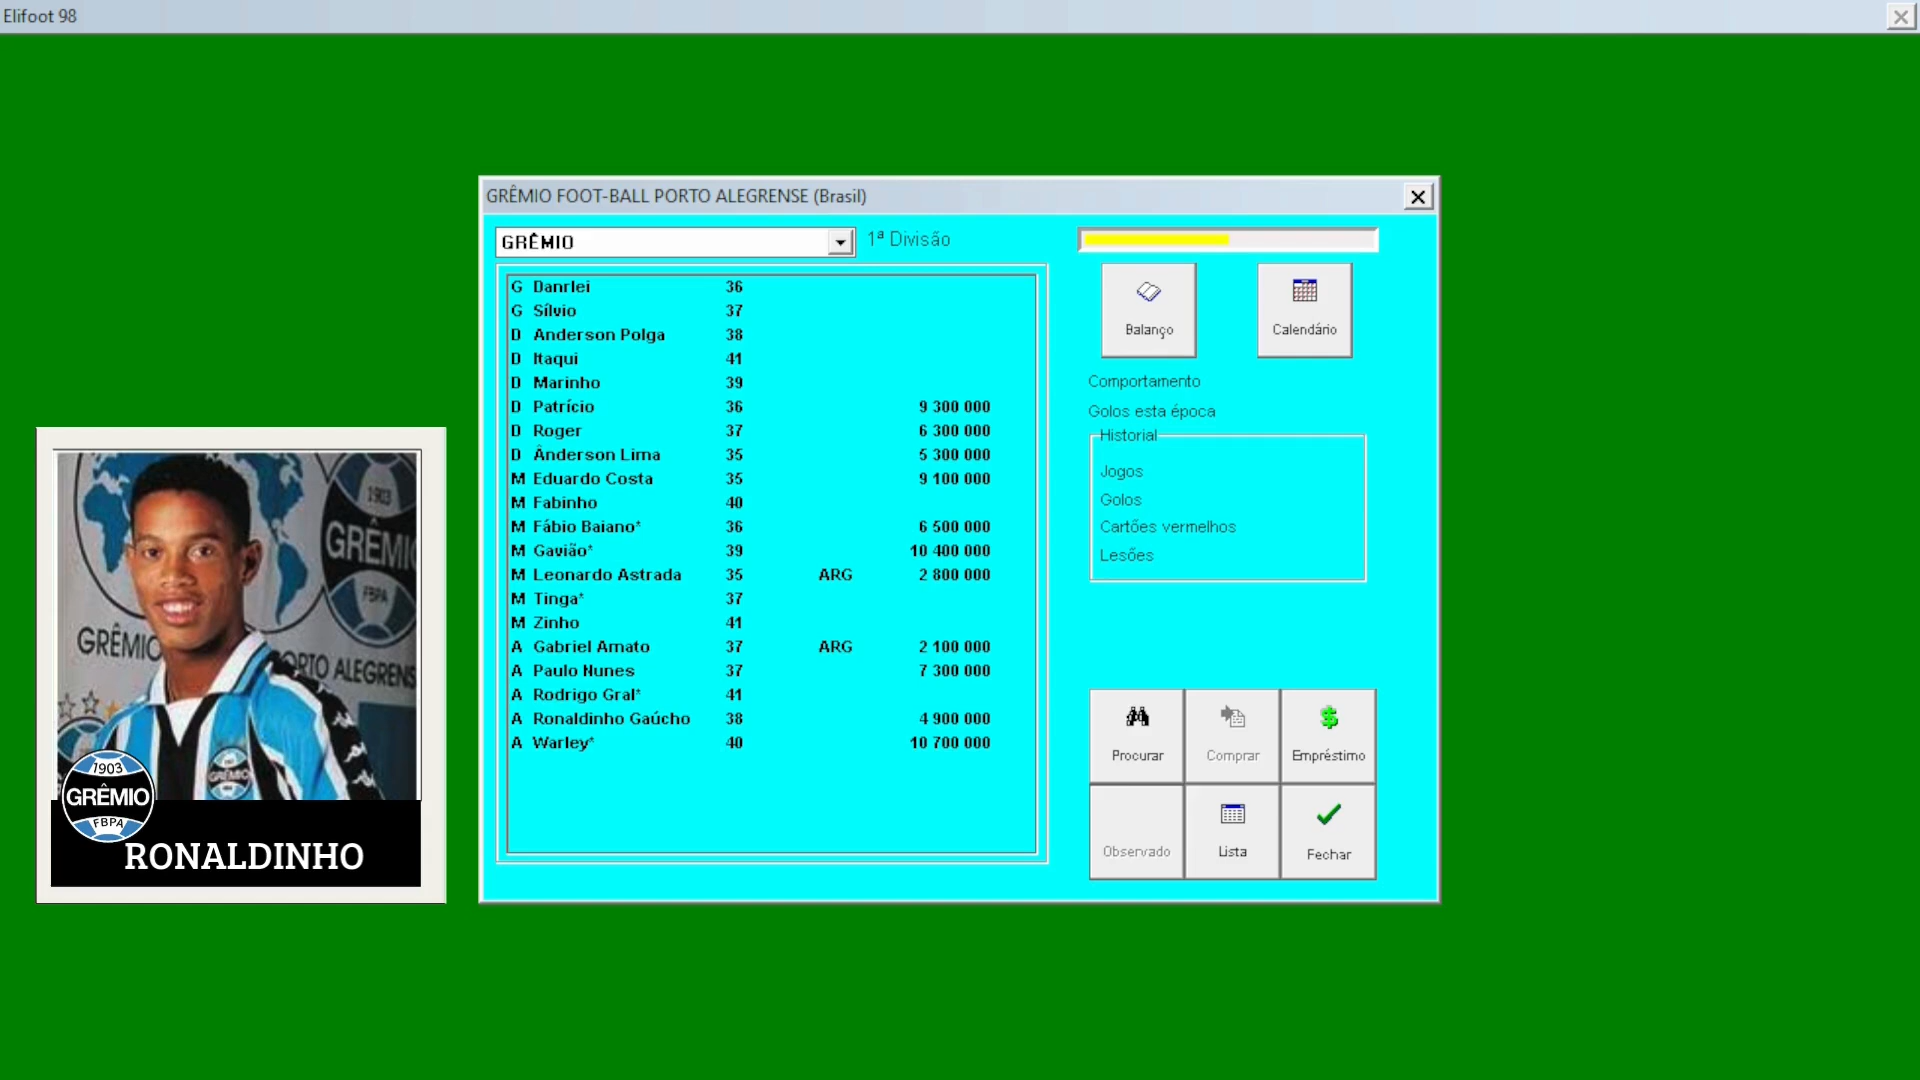 Elifoot 98
GRÊMIO FOOT-BALL PORTO ALEGRENSE (Brasil)
GRÊMIO
1ª Divisão
G Danrlei 36
G Sílvio 37
D Anderson Polga 38
D Itaqui 41
D Marinho 39
D Patrício 36 9 300 000
D Roger 37 6 300 000
D Ânderson Lima 35 5 300 000
M Eduardo Costa 35 9 100 000
M Fabinho 40
M Fábio Baiano* 36 6 500 000
M Gavião* 39 10 400 000
M Leonardo Astrada 35 ARG 2 800 000
M Tinga* 37
M Zinho 41
A Gabriel Amato 37 ARG 2 100 000
A Paulo Nunes 37 7 300 000
A Rodrigo Gral* 41
A Ronaldinho Gaúcho 38 4 900 000
A Warley* 40 10 700 000
Balanço
Calendário
Comportamento
Golos esta época
Historial
Jogos
Golos
Cartões vermelhos
Lesões
Procurar
Comprar
Empréstimo
Observado
Lista
Fechar
1903
GRÊMIO
FBPA
GRÊMIO
PORTO ALEGRENS
GRÊMIO
1903
GRÊMIO
FBPA
RONALDINHO